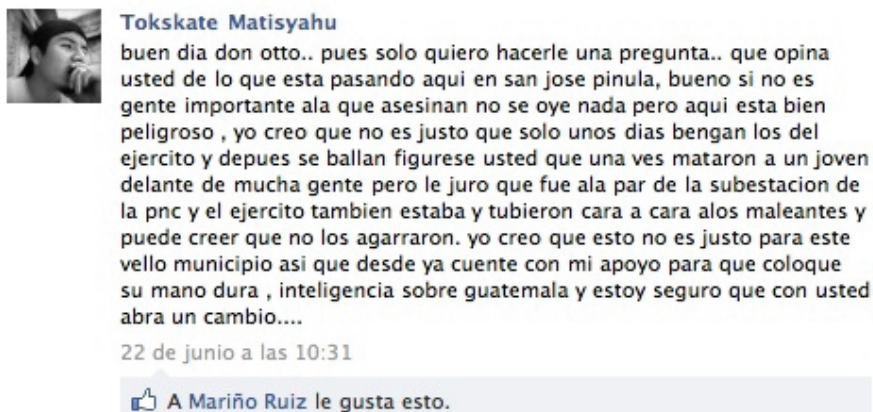 Tokskate Matisyahu
buen dia don otto.. pues solo quiero hacerle una pregunta.. que opina
usted de lo que esta pasando aqui en san jose pinula, bueno si no es
gente importante ala que asesinan no se oye nada pero aqui esta bien
peligroso , yo creo que no es justo que solo unos dias bengan los del
ejercito y depues se ballan figurese usted que una ves mataron a un joven
delante de mucha gente pero le juro que fue ala par de la subestacion de
la pnc y el ejercito tambien estaba y tubieron cara a cara alos maleantes y
puede creer que no los agarraron. yo creo que esto no es justo para este
vello municipio asi que desde ya cuente con mi apoyo para que coloque
su mano dura , inteligencia sobre guatemala y estoy seguro que con usted
abra un cambio....
22 de junio a las 10:31
A Mariño Ruiz le gusta esto.